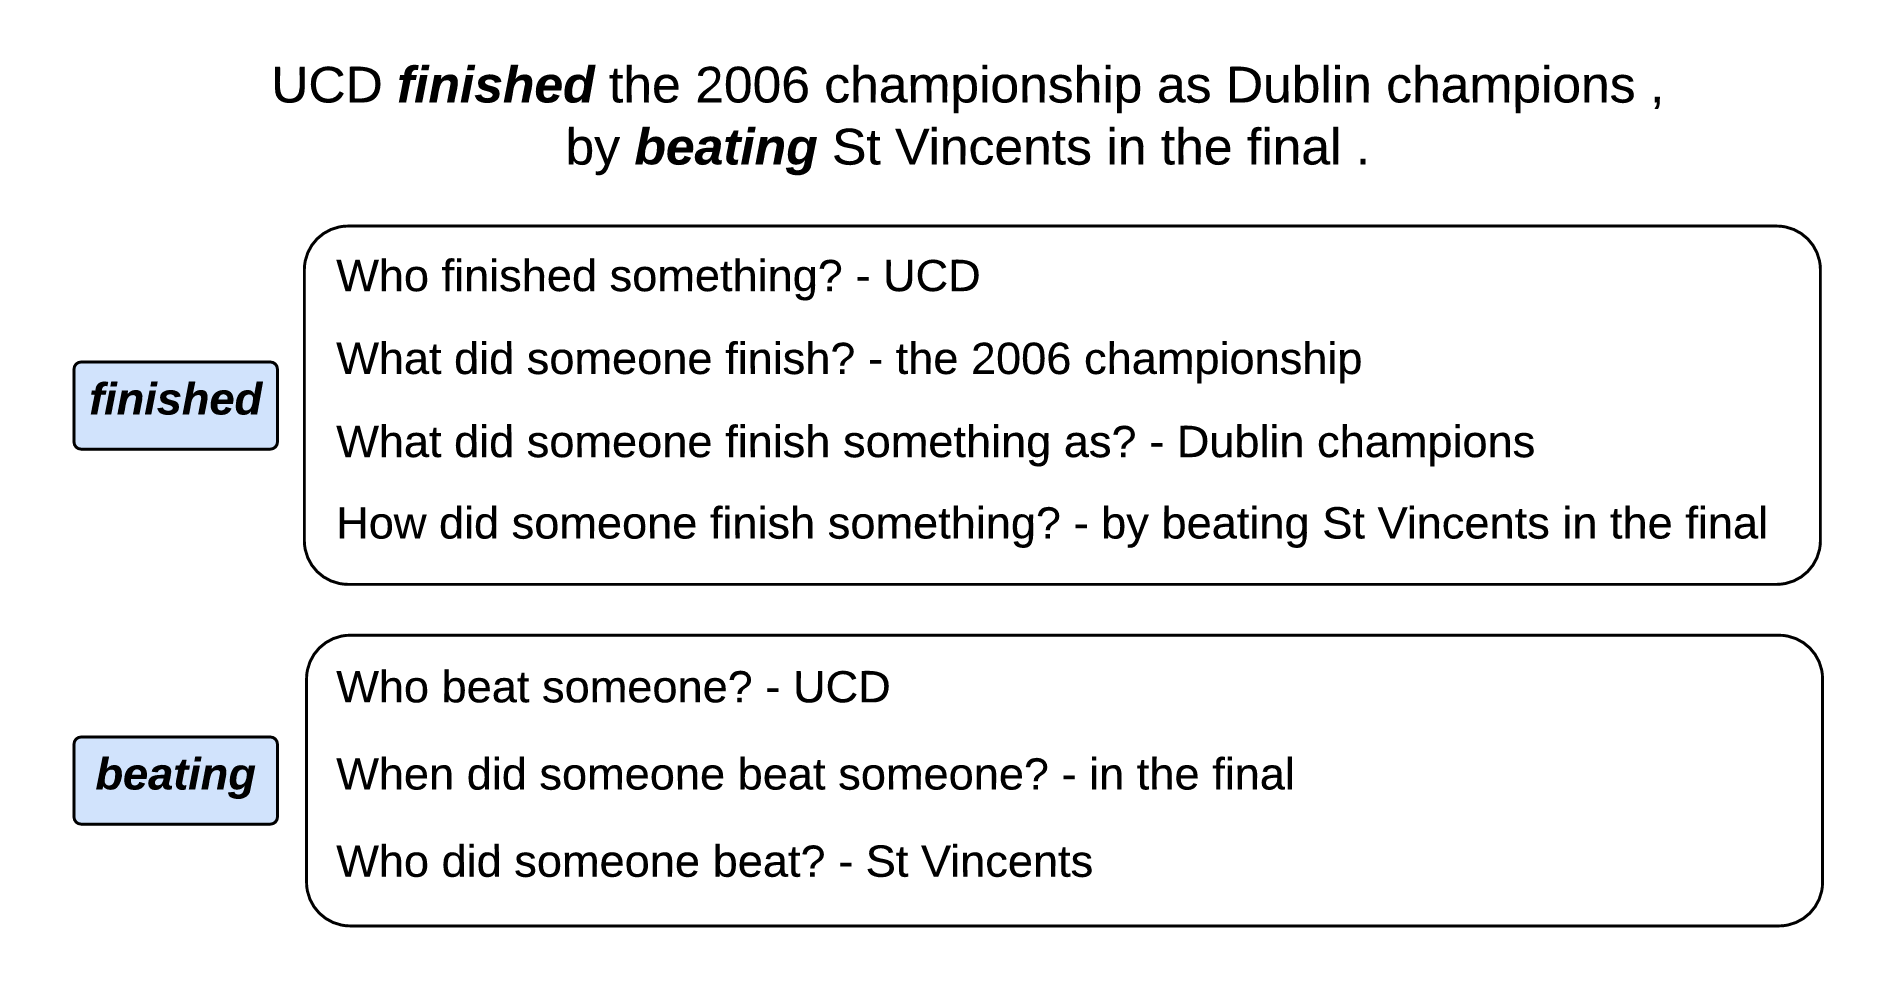 UCD finished the 2006 championship as Dublin champions ,
by beating St Vincents in the final .
finished
Who finished something? - UCD
What did someone finish? - the 2006 championship
What did someone finish something as? - Dublin champions
How did someone finish something? - by beating St Vincents in the final
beating
Who beat someone? - UCD
When did someone beat someone? - in the final
Who did someone beat? - St Vincents